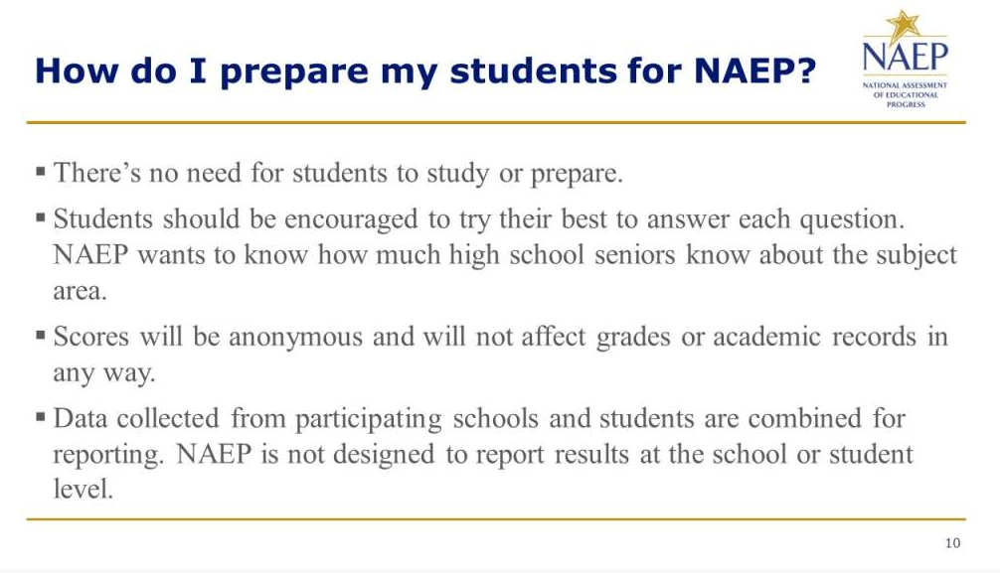 How do I prepare my students for NAEP?
NAEP
NATIONAL ASSESSMENT
OF EDUCATIONAL
PROGRESS
▪ There’s no need for students to study or prepare.
▪ Students should be encouraged to try their best to answer each question.
NAEP wants to know how much high school seniors know about the subject
area.
▪ Scores will be anonymous and will not affect grades or academic records in
any way.
▪ Data collected from participating schools and students are combined for
reporting. NAEP is not designed to report results at the school or student
level.
10